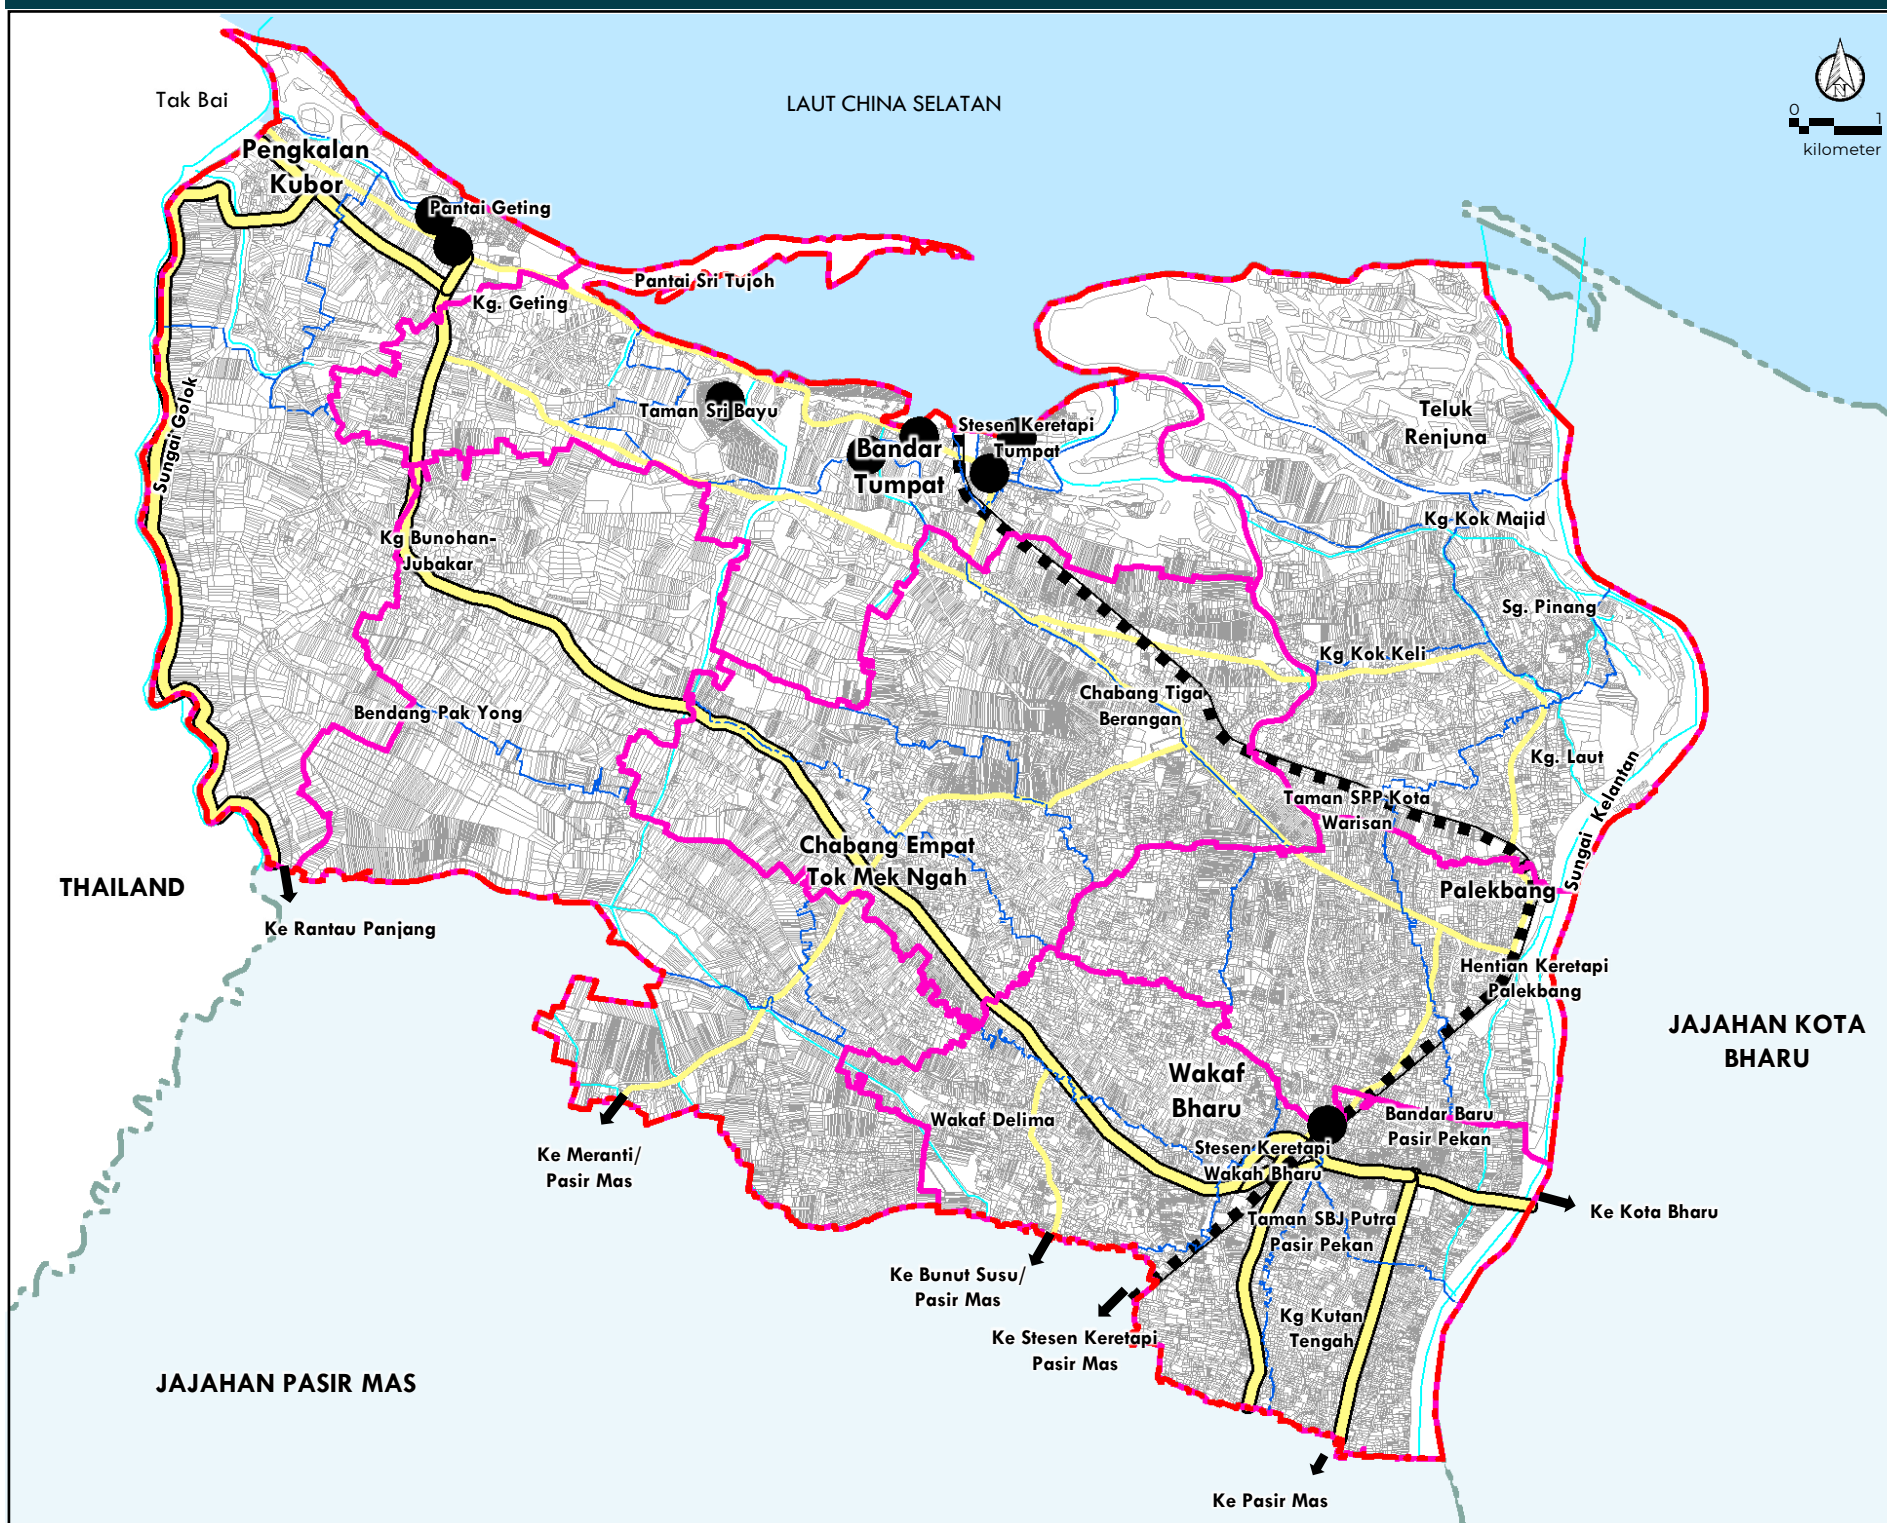 Tak Bai
LAUT CHINA SELATAN
N
0 1
kilometer
Pengkalan
Kubor
Pantai Geting
Pantai Sri Tujoh
Kg. Geting
Sungai Golok
Taman Sri Bayu
Bandar
Tumpat
Stesen Keretapi
Tumpat
Teluk
Renjuna
Kg Kok Majid
Kg Bunohan-
Jubakar
Sg. Pinang
Kg Kok Keli
Chabang Tiga
Berangan
Bendang Pak Yong
Kg. Laut
Sungai Kelantan
Taman SPP Kota
Warisan
Chabang Empat
Tok Mek Ngah
THAILAND
Palekbang
Ke Rantau Panjang
Hentian Keretapi
Palekbang
JAJAHAN KOTA
BHARU
Wakaf
Bharu
Wakaf Delima
Bandar Baru
Pasir Pekan
Ke Meranti/
Pasir Mas
Stesen Keretapi
Wakah Bharu
Ke Kota Bharu
Taman SBJ Putra
Pasir Pekan
Ke Bunut Susu/
Pasir Mas
Kg Kutan
Tengah
Ke Stesen Keretapi
Pasir Mas
JAJAHAN PASIR MAS
Ke Pasir Mas